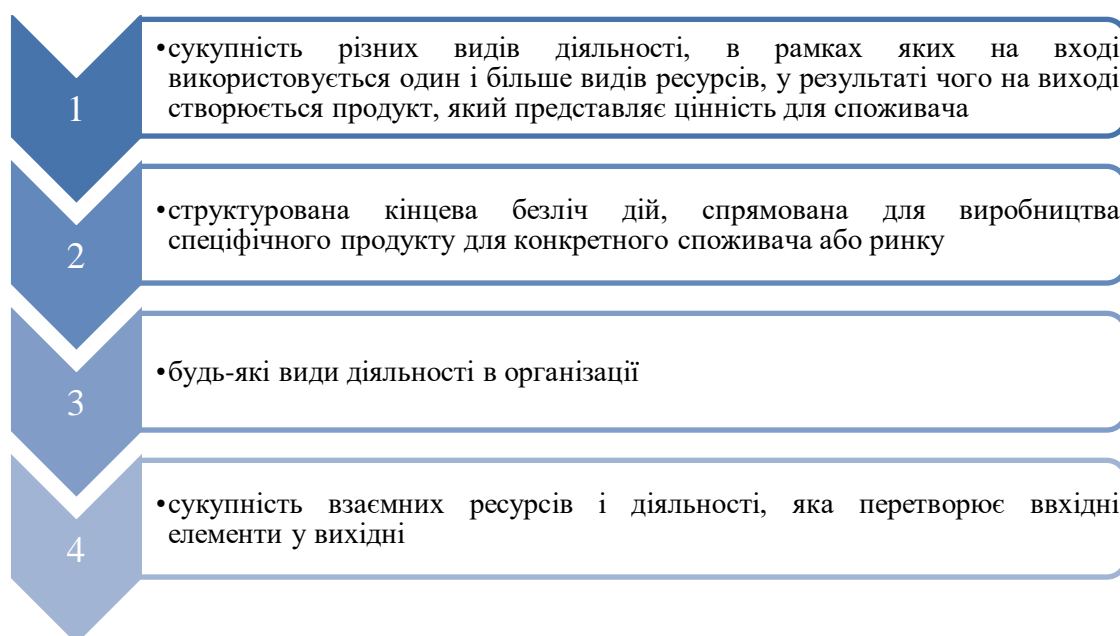 1
•сукупність різних видів діяльності, в рамках яких на вході
використовується один і більше видів ресурсів, у результаті чого на виході
створюється продукт, який представляє цінність для споживача
2
•структурована кінцева безліч дій, спрямована для виробництва
спеціфічного продукту для конкретного споживача або ринку
3
•будь-які види діяльності в організації
4
•сукупність взаємних ресурсів і діяльності, яка перетворює ввхідні
елементи у вихідні